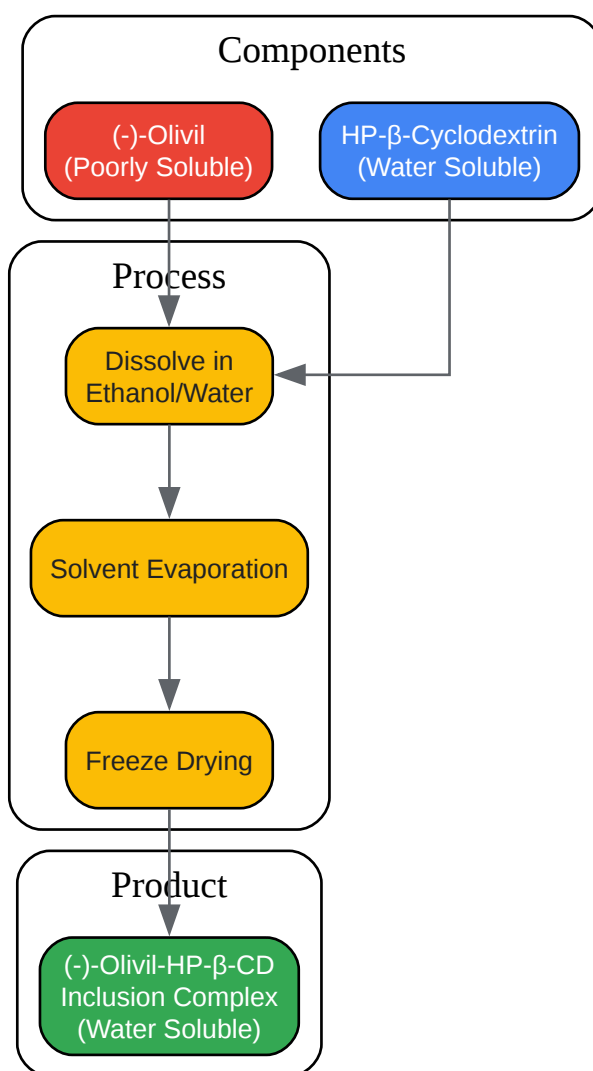 Components
(-)-Olivil
(Poorly Soluble)
HP-β-Cyclodextrin
(Water Soluble)
Process
Dissolve in
Ethanol/Water
Solvent Evaporation
Freeze Drying
Product
(-)-Olivil-HP-β-CD
Inclusion Complex
(Water Soluble)